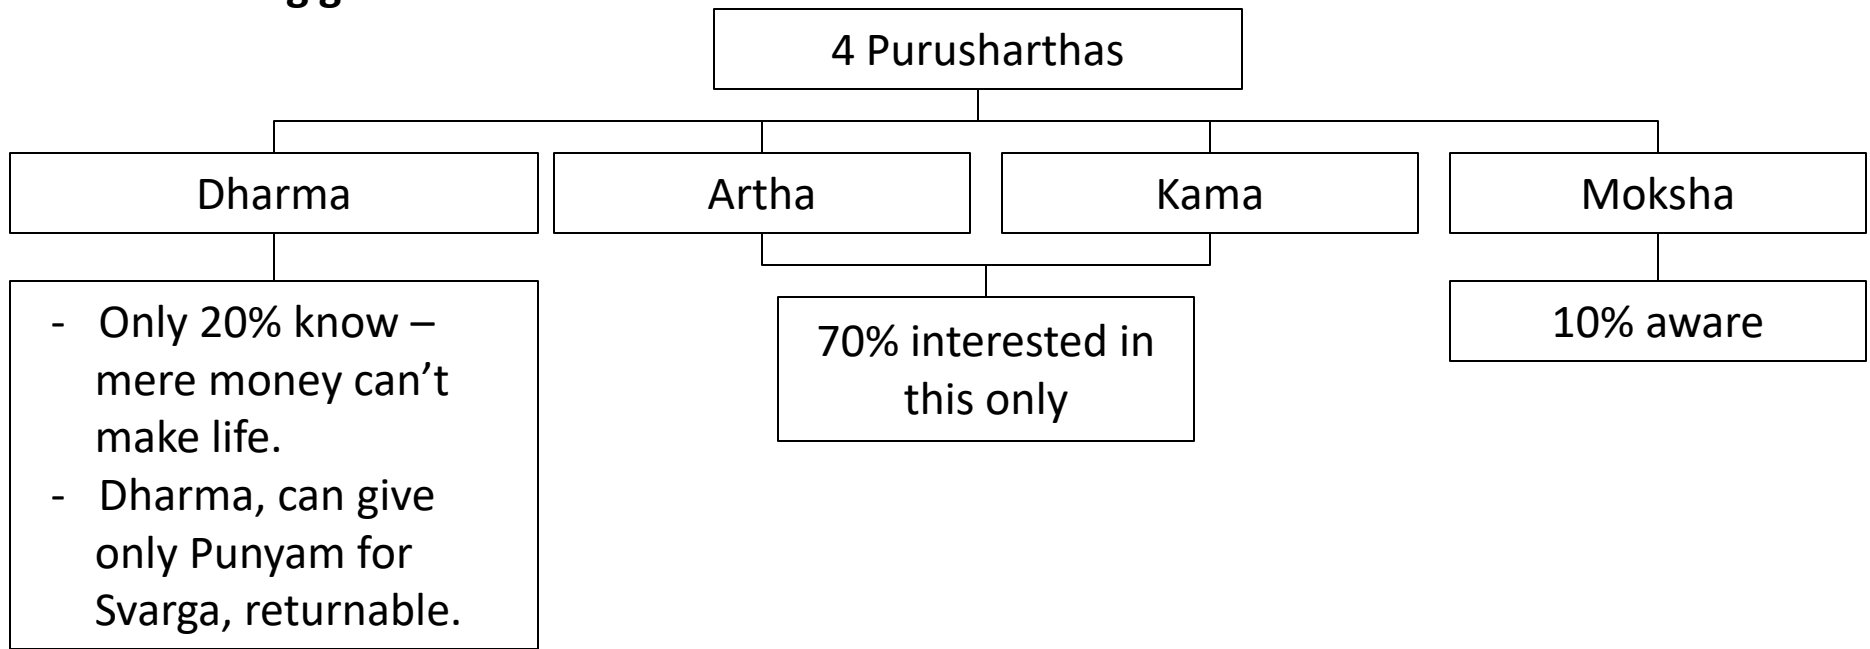 4 Purusharthas
Dharma
Artha
Kama
Moksha
- Only 20% know –
mere money can’t
make life.
- Dharma, can give
only Punyam for
Svarga, returnable.
70% interested in
this only
10% aware